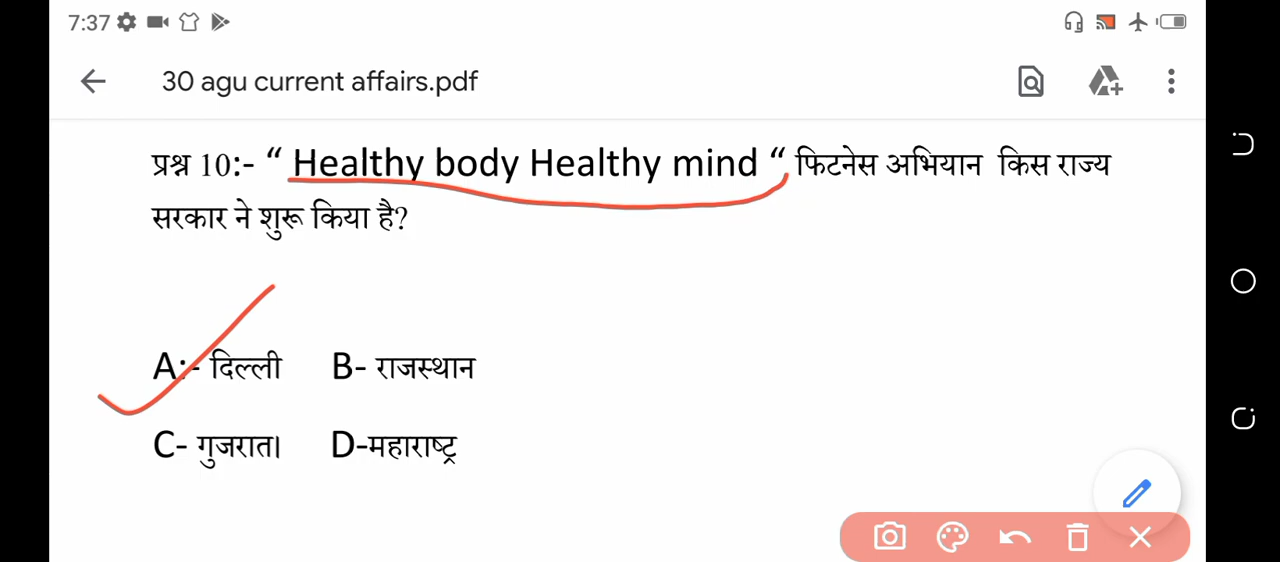 7:37
30 agu current affairs.pdf
प्रश्न 10:- “ Healthy body Healthy mind “ फिटनेस अभियान किस राज्य
सरकार ने शुरू किया है?
A:- दिल्ली B- राजस्थान
C- गुजरात। D-महाराष्ट्र